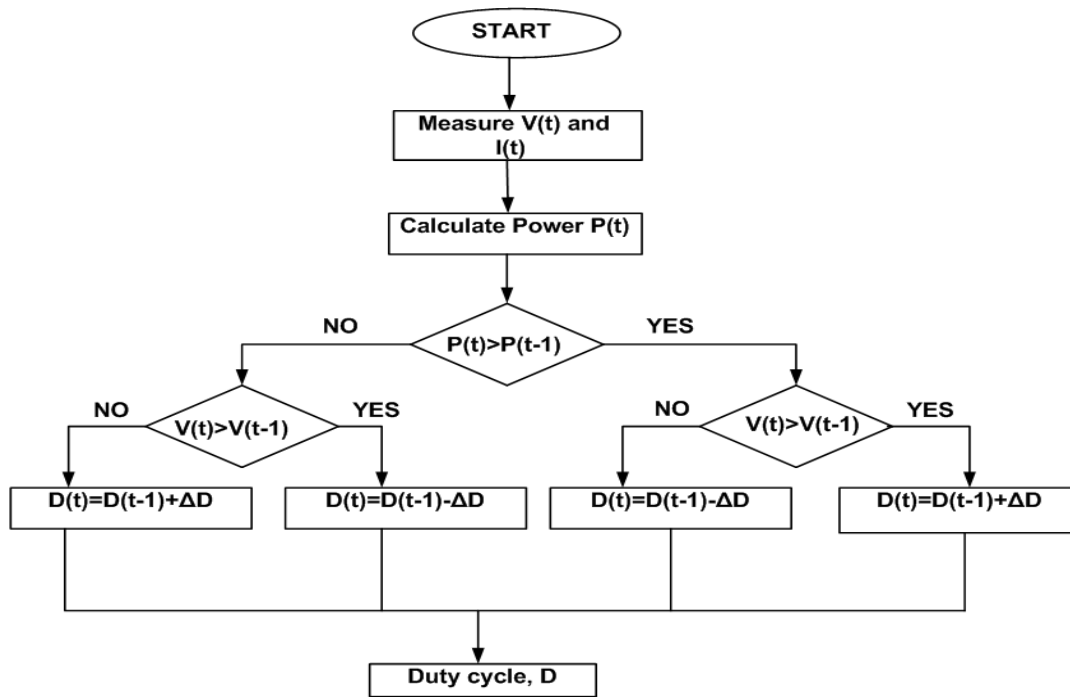 START
Measure V(t) and
I(t)
Calculate Power P(t)
NO
YES
P(t)>P(t-1)
NO
YES
NO
YES
V(t)>V(t-1)
V(t)>V(t-1)
D(t)=D(t-1)+ΔD
D(t)=D(t-1)-ΔD
D(t)=D(t-1)-ΔD
D(t)=D(t-1)+ΔD
Duty cycle, D